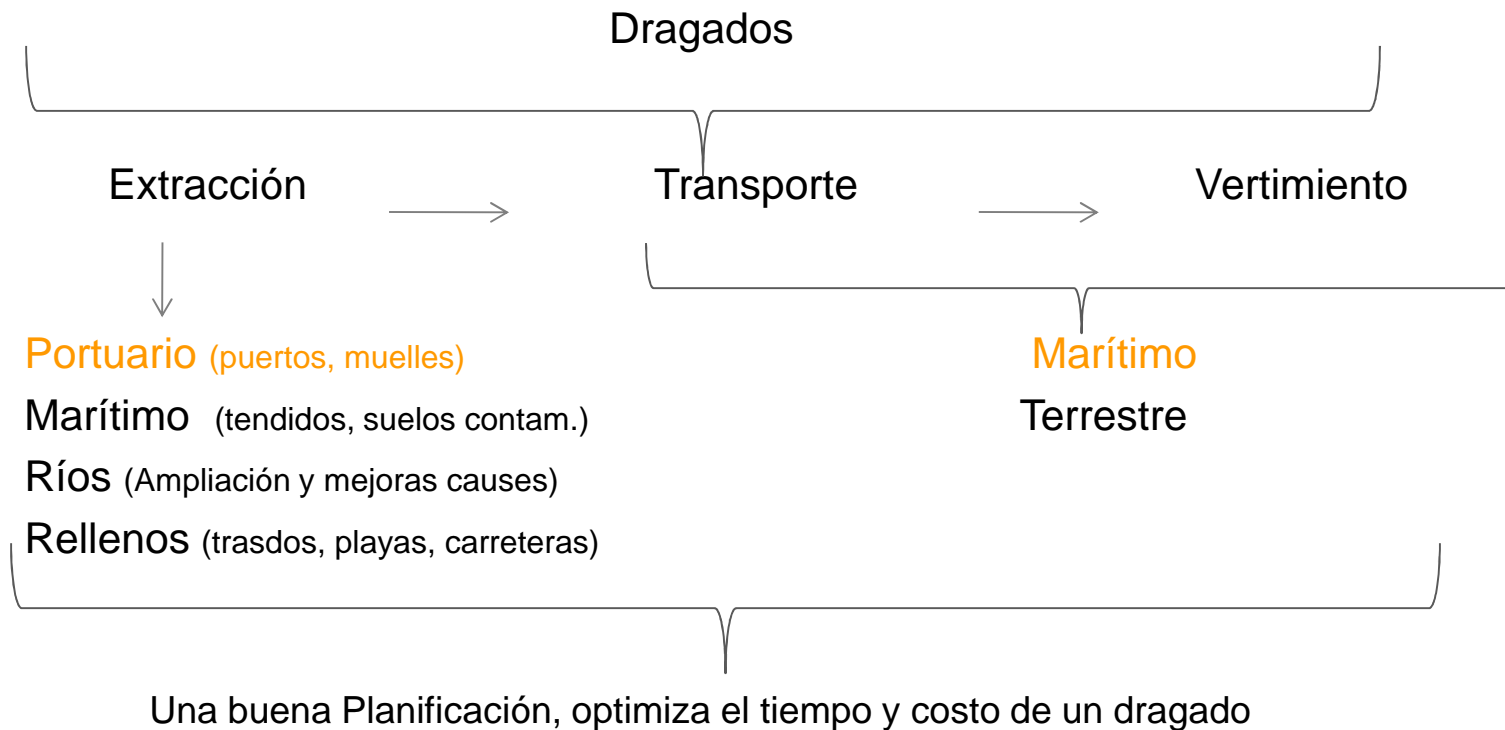 Dragados
Extracción Transporte Vertimiento
Portuario (puertos, muelles) Marítimo
Marítimo (tendidos, suelos contam.) Terrestre
Ríos (Ampliación y mejoras causes)
Rellenos (trasdos, playas, carreteras)
Una buena Planificación, optimiza el tiempo y costo de un dragado